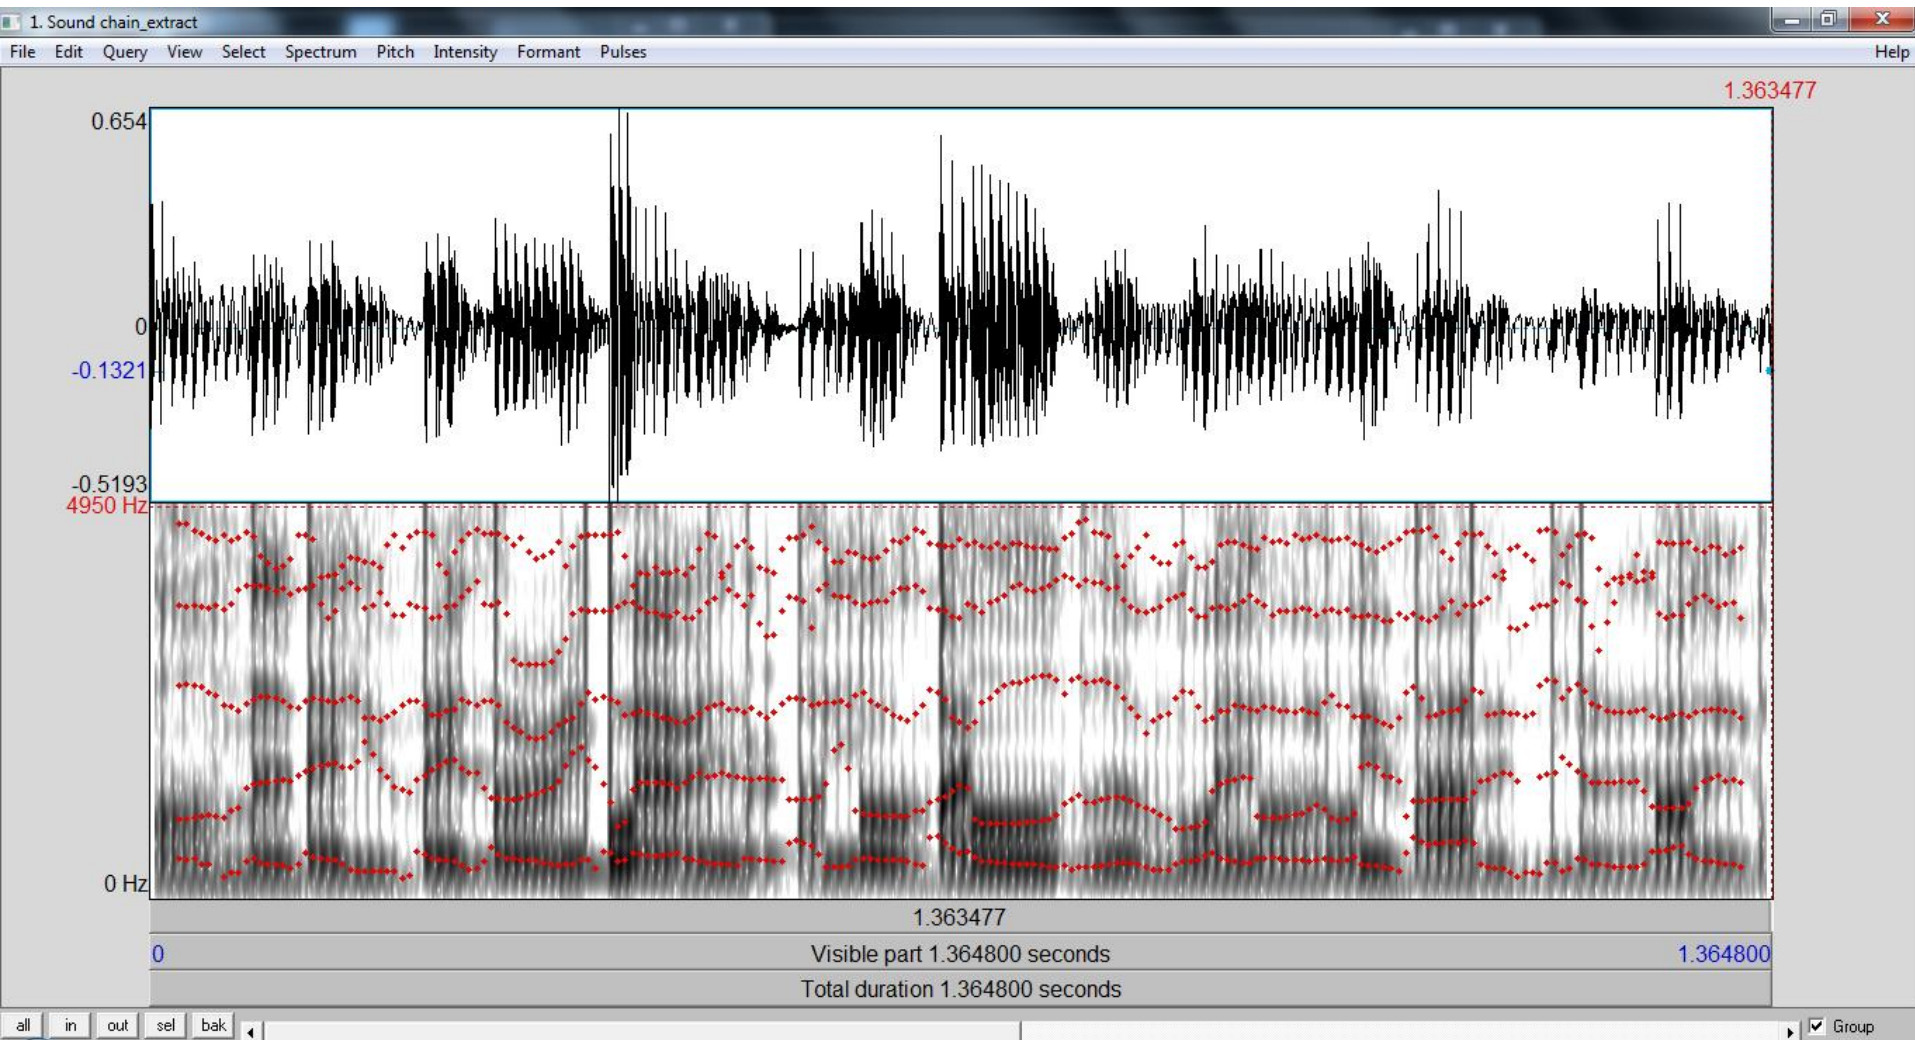 1. Sound chain_extract
File Edit Query View Select Spectrum Pitch Intensity Formant Pulses Help
1.363477
0.654
0
-0.1321
-0.5193
4950 Hz
0 Hz
1.363477
0 Visible part 1.364800 seconds 1.364800
Total duration 1.364800 seconds
all in out sel bak Group